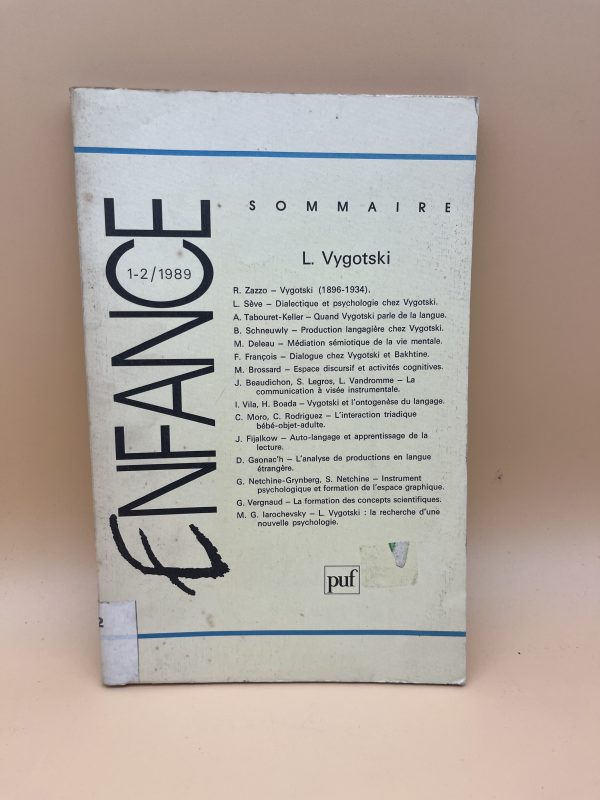 ENFANCE
1-2/1989
SOMMAIRE
L. Vygotski
R. Zazzo – Vygotski (1896-1934).
L. Sève – Dialectique et psychologie chez Vygotski.
A. Tabouret-Keller – Quand Vygotski parle de la langue.
B. Schneuwly – Production langagière chez Vygotski.
M. Deleau – Médiation sémiotique de la vie mentale.
F. François – Dialogue chez Vygotski et Bakhtine.
M. Brossard – Espace discursif et activités cognitives.
J. Beaudichon, S. Legros, L. Vandromme – La
communication à visée instrumentale.
I. Vila, H. Boada – Vygotski et l'ontogenèse du langage.
C. Moro, C. Rodriguez – L'interaction triadique
bébé-objet-adulte.
J. Fijalkow – Auto-langage et apprentissage de la
lecture.
D. Gaonac'h – L'analyse de productions en langue
étrangère.
G. Netchine-Grynberg, S. Netchine – Instrument
psychologique et formation de l'espace graphique.
G. Vergnaud – La formation des concepts scientifiques.
M. G. Iarochevsky – L. Vygotski : la recherche d'une
nouvelle psychologie.
puf
2